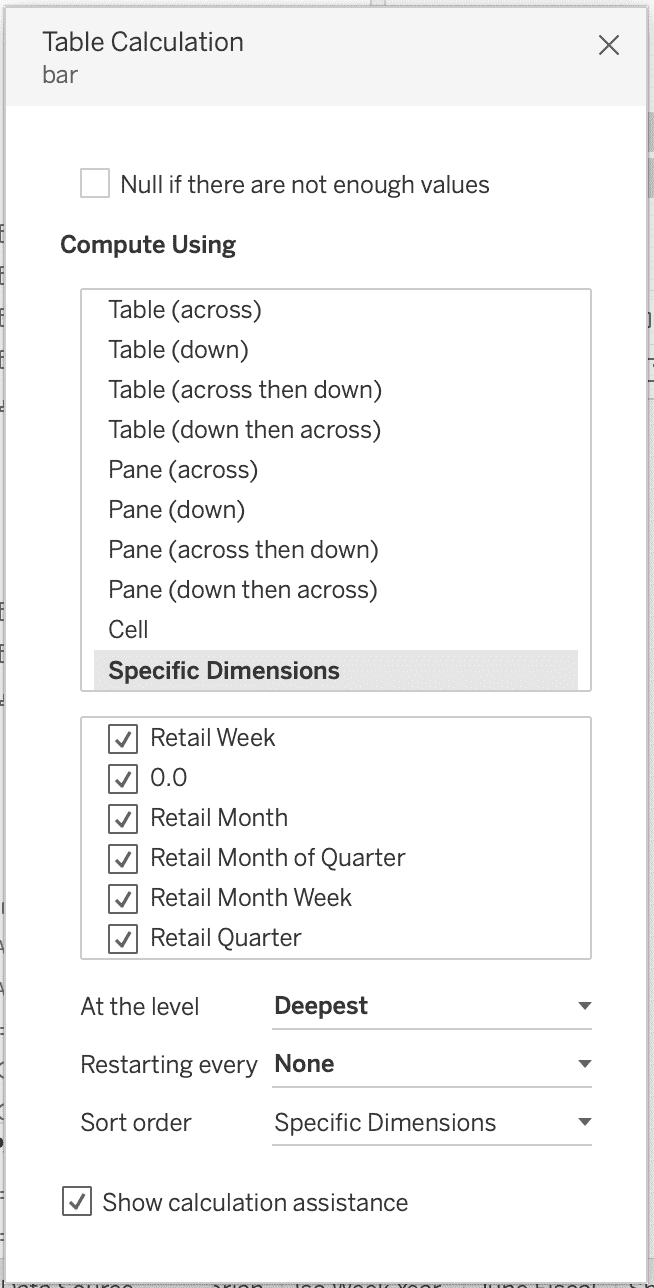 Table Calculation
bar
Null if there are not enough values
Compute Using
Table (across)
Table (down)
Table (across then down)
Table (down then across)
Pane (across)
Pane (down)
Pane (across then down)
Pane (down then across)
Cell
Specific Dimensions
Retail Week
0.0
Retail Month
Retail Month of Quarter
Retail Month Week
Retail Quarter
At the level Deepest
Restarting every None
Sort order Specific Dimensions
Show calculation assistance